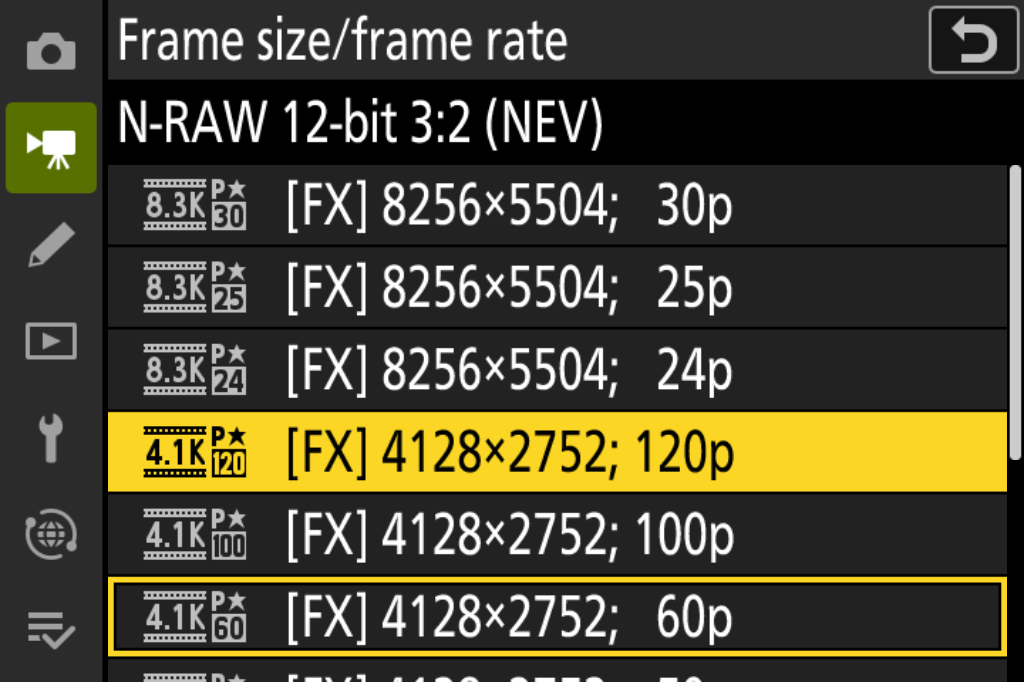 Frame size/frame rate
N-RAW 12-bit 3:2 (NEV)
8.3K P★ 30 [FX] 8256×5504; 30p
8.3K P★ 25 [FX] 8256×5504; 25p
8.3K P★ 24 [FX] 8256×5504; 24p
4.1K P★ 120 [FX] 4128×2752; 120p
4.1K P★ 100 [FX] 4128×2752; 100p
4.1K P★ 60 [FX] 4128×2752; 60p